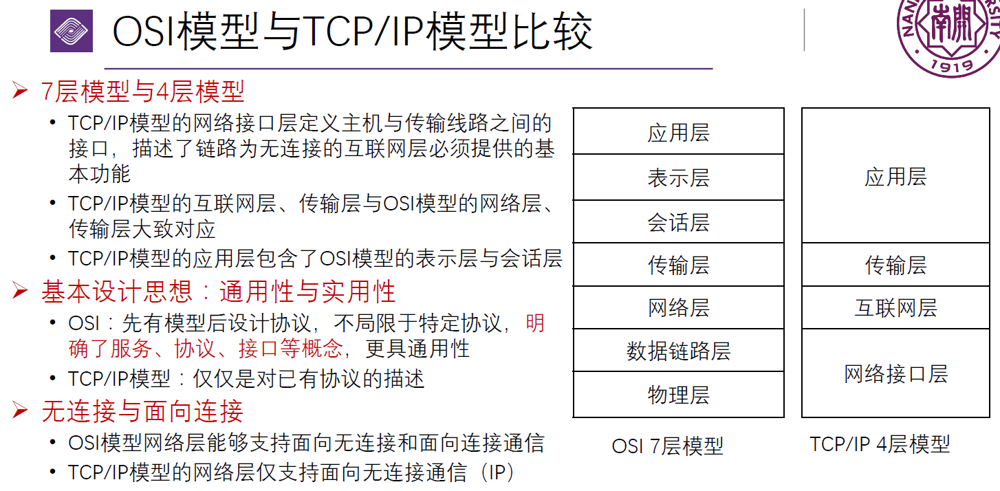 OSI模型与TCP/IP模型比较
南開
1919
➢ 7层模型与4层模型
• TCP/IP模型的网络接口层定义主机与传输线路之间的
接口，描述了链路为无连接的互联网层必须提供的基
本功能
• TCP/IP模型的互联网层、传输层与OSI模型的网络层、
传输层大致对应
• TCP/IP模型的应用层包含了OSI模型的表示层与会话层
➢ 基本设计思想：通用性与实用性
• OSI：先有模型后设计协议，不局限于特定协议，明
确了服务、协议、接口等概念，更具通用性
• TCP/IP模型：仅仅是对已有协议的描述
➢ 无连接与面向连接
• OSI模型网络层能够支持面向无连接和面向连接通信
• TCP/IP模型的网络层仅支持面向无连接通信（IP）
应用层
表示层
会话层
传输层
网络层
数据链路层
物理层
OSI 7层模型
应用层
传输层
互联网层
网络接口层
TCP/IP 4层模型